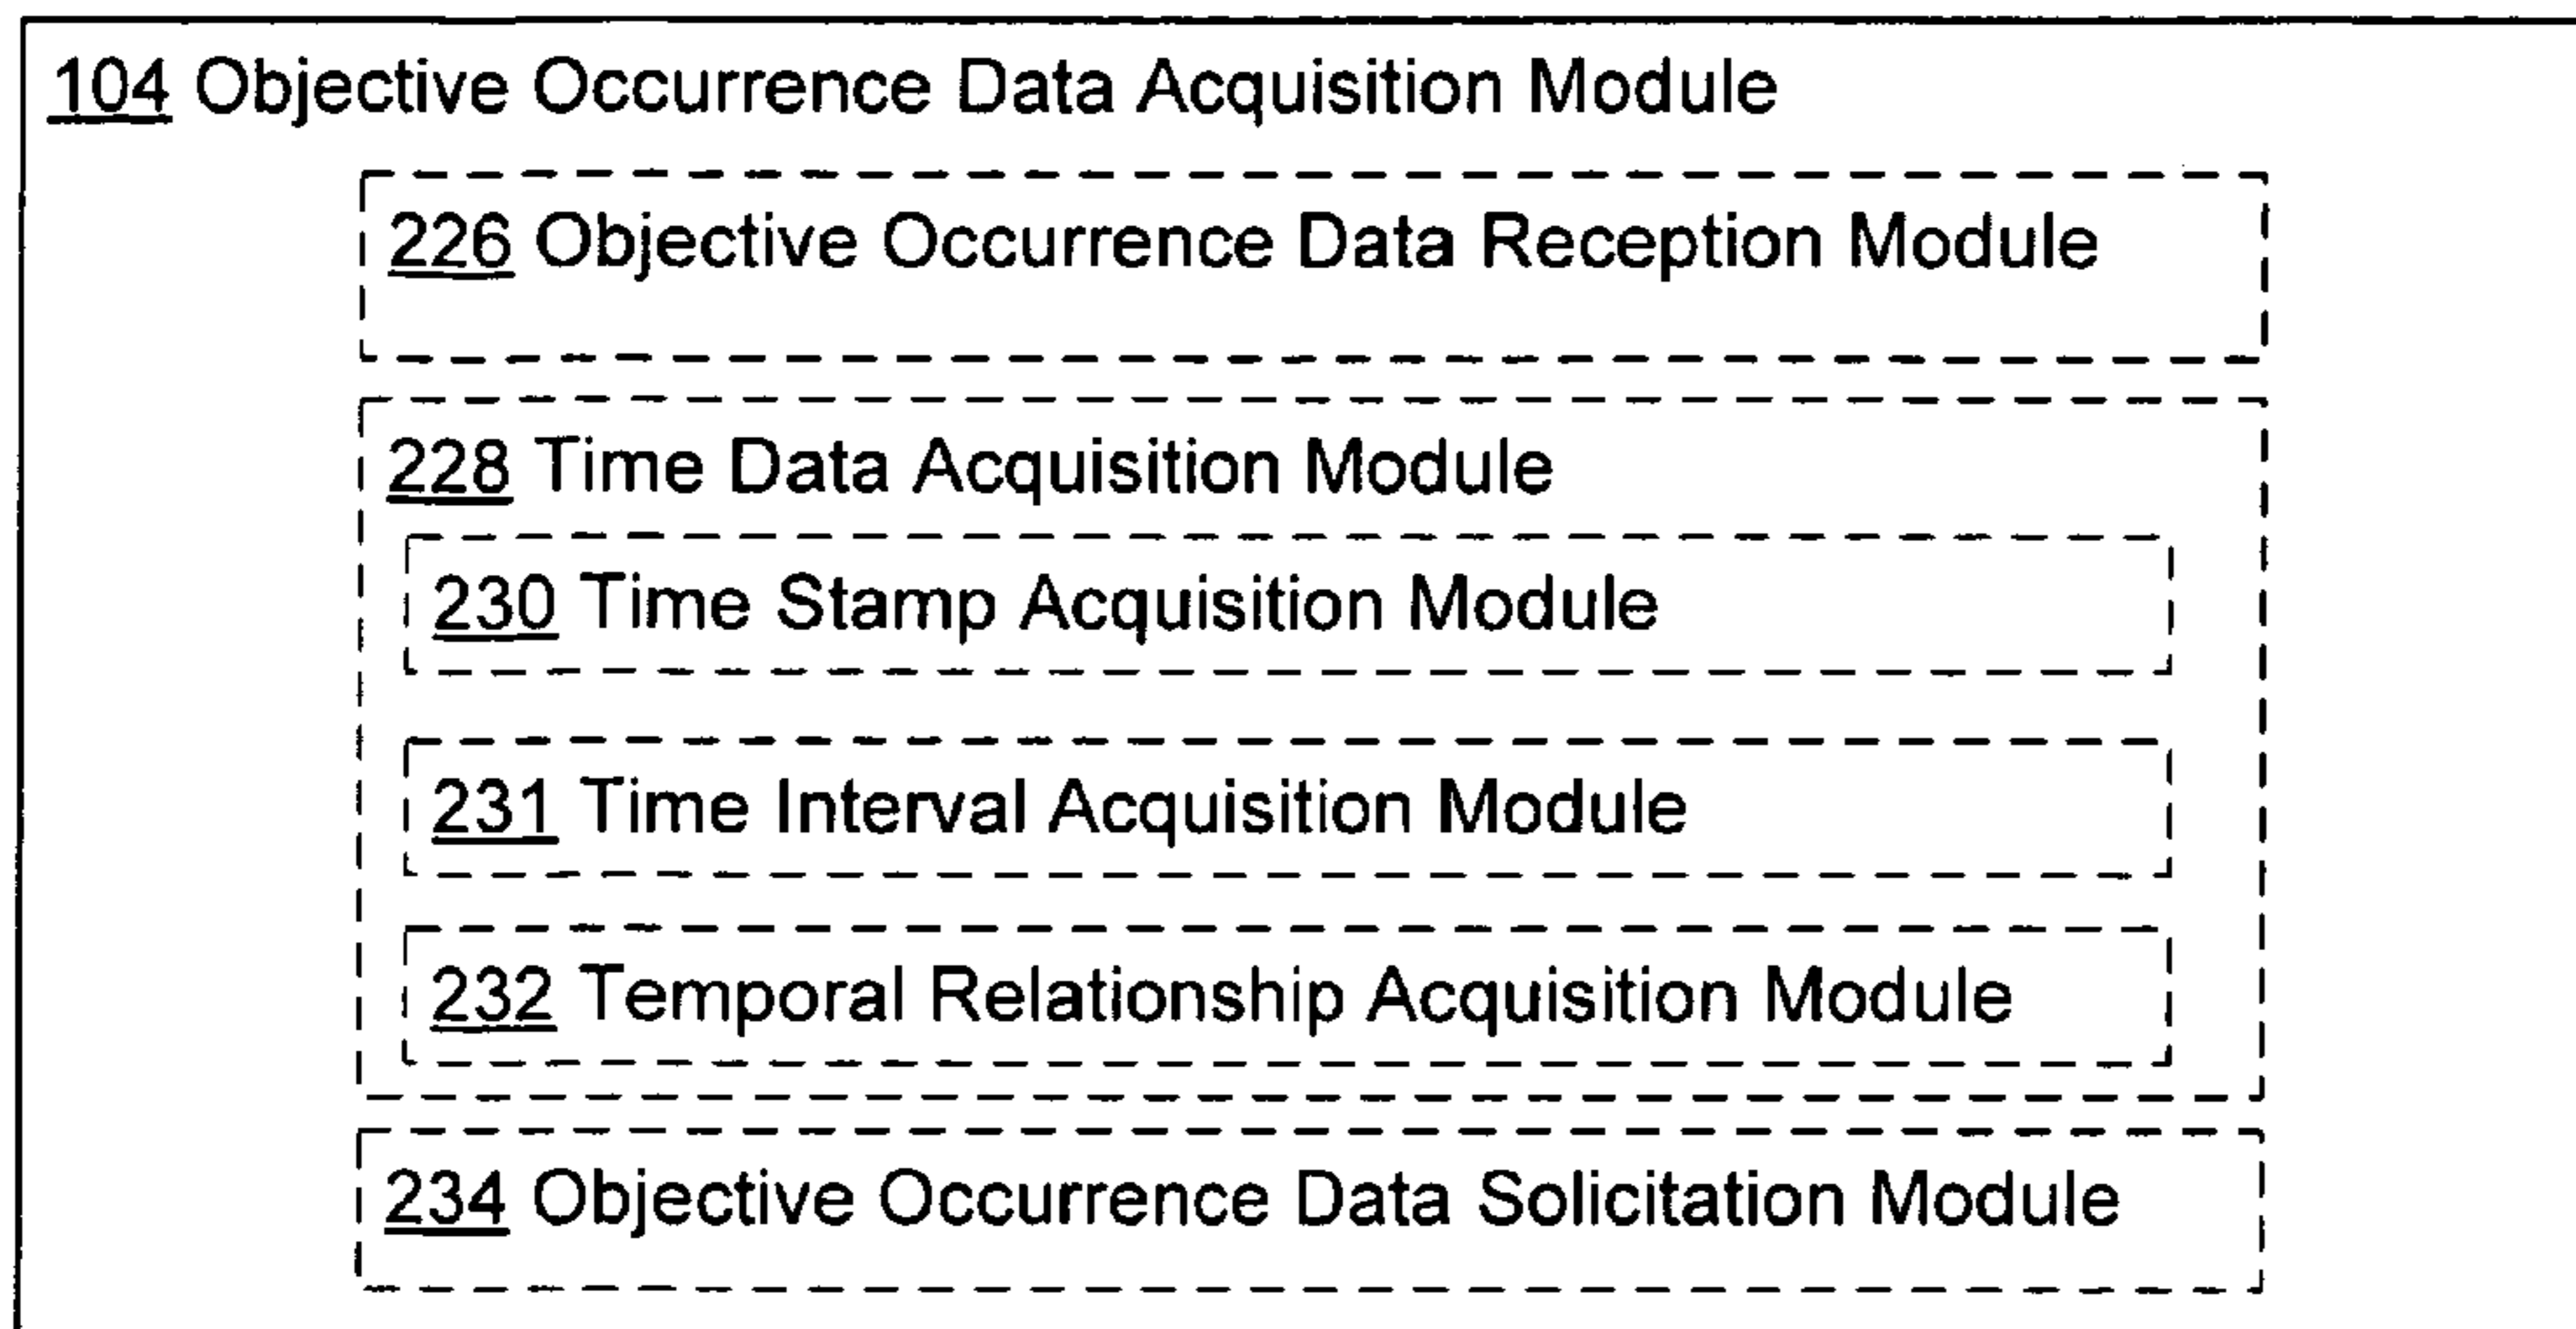 104 Objective Occurrence Data Acquisition Module
226 Objective Occurrence Data Reception Module
228 Time Data Acquisition Module
230 Time Stamp Acquisition Module
231 Time Interval Acquisition Module
232 Temporal Relationship Acquisition Module
234 Objective Occurrence Data Solicitation Module